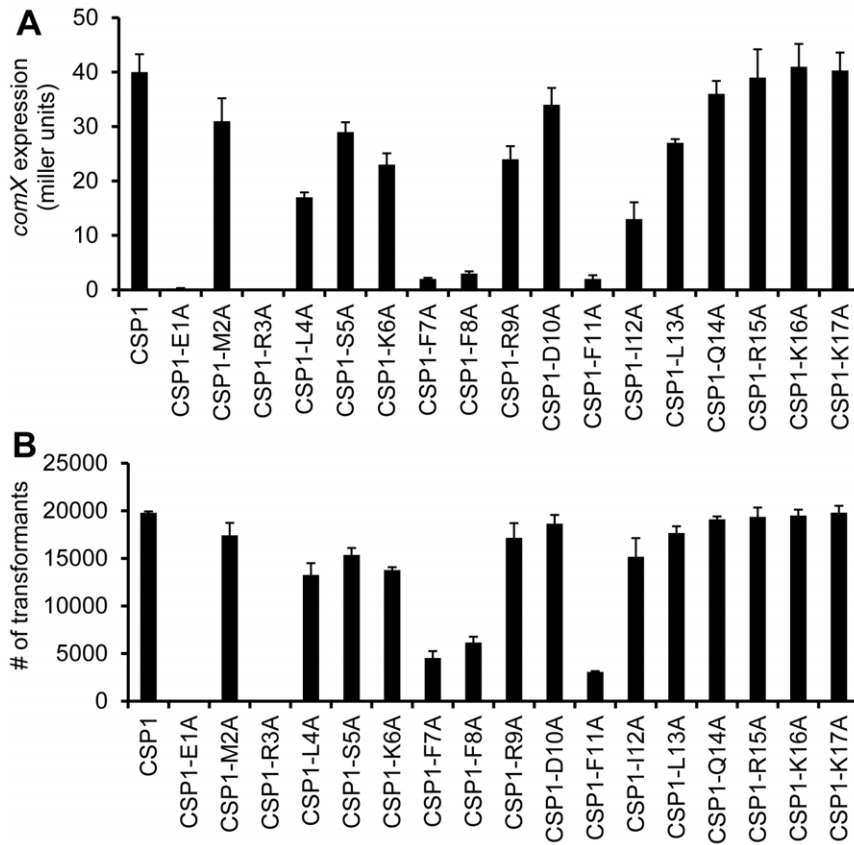 A
comX expression
(miller units)
50
40
30
20
10
0
CSP1
CSP1-E1A
CSP1-M2A
CSP1-R3A
CSP1-L4A
CSP1-S5A
CSP1-K6A
CSP1-F7A
CSP1-F8A
CSP1-R9A
CSP1-D10A
CSP1-F11A
CSP1-I12A
CSP1-L13A
CSP1-Q14A
CSP1-R15A
CSP1-K16A
CSP1-K17A
B
# of transformants
25000
20000
15000
10000
5000
0
CSP1
CSP1-E1A
CSP1-M2A
CSP1-R3A
CSP1-L4A
CSP1-S5A
CSP1-K6A
CSP1-F7A
CSP1-F8A
CSP1-R9A
CSP1-D10A
CSP1-F11A
CSP1-I12A
CSP1-L13A
CSP1-Q14A
CSP1-R15A
CSP1-K16A
CSP1-K17A